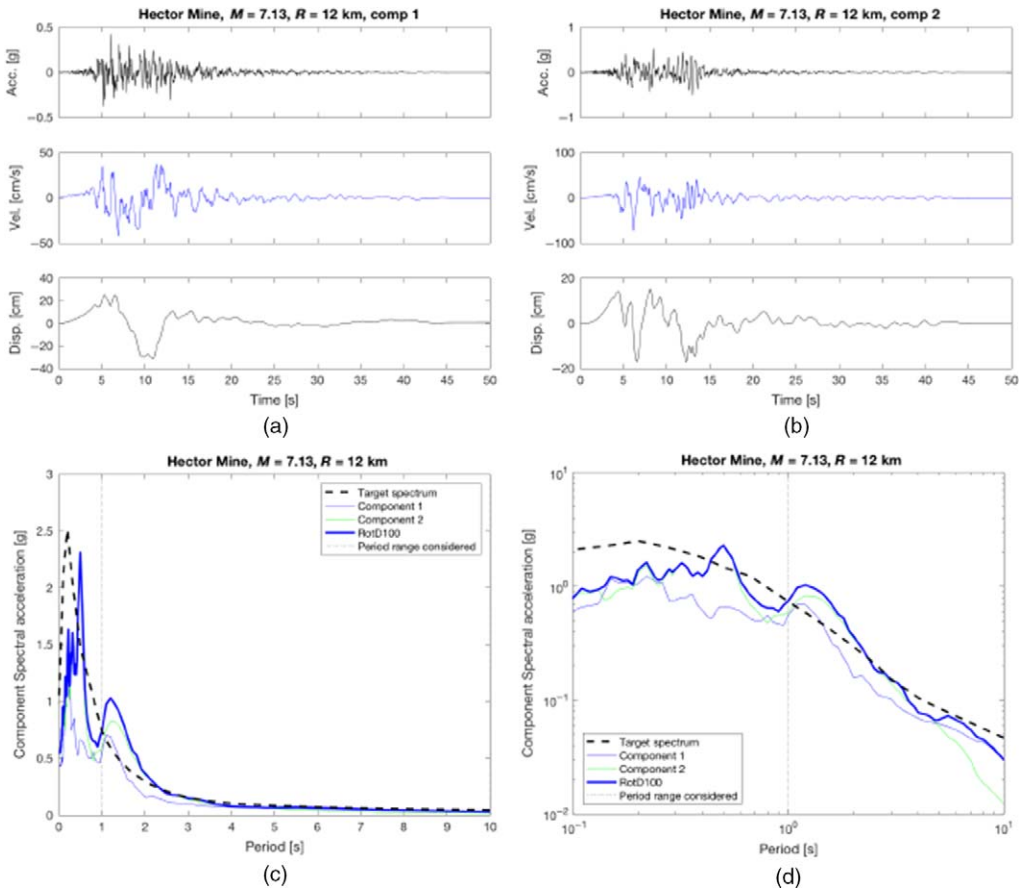 Hector Mine, M = 7.13, R = 12 km, comp 1
0.5
0
−0.5
Acc. [g]
50
0
−50
Vel. [cm/s]
40
20
0
−20
−40
Disp. [cm]
0 5 10 15 20 25 30 35 40 45 50
Time [s]
(a)
Hector Mine, M = 7.13, R = 12 km, comp 2
1
0
−1
Acc. [g]
100
0
−100
Vel. [cm/s]
20
0
−20
Disp. [cm]
0 5 10 15 20 25 30 35 40 45 50
Time [s]
(b)
Hector Mine, M = 7.13, R = 12 km
3
2.5
2
1.5
1
0.5
0
Component Spectral acceleration [g]
Target spectrum
Component 1
Component 2
RotD100
Period range considered
0 1 2 3 4 5 6 7 8 9 10
Period [s]
(c)
Hector Mine, M = 7.13, R = 12 km
10¹
10⁰
10⁻¹
10⁻²
Component Spectral acceleration [g]
Target spectrum
Component 1
Component 2
RotD100
Period range considered
10⁻¹ 10⁰ 10¹
Period [s]
(d)